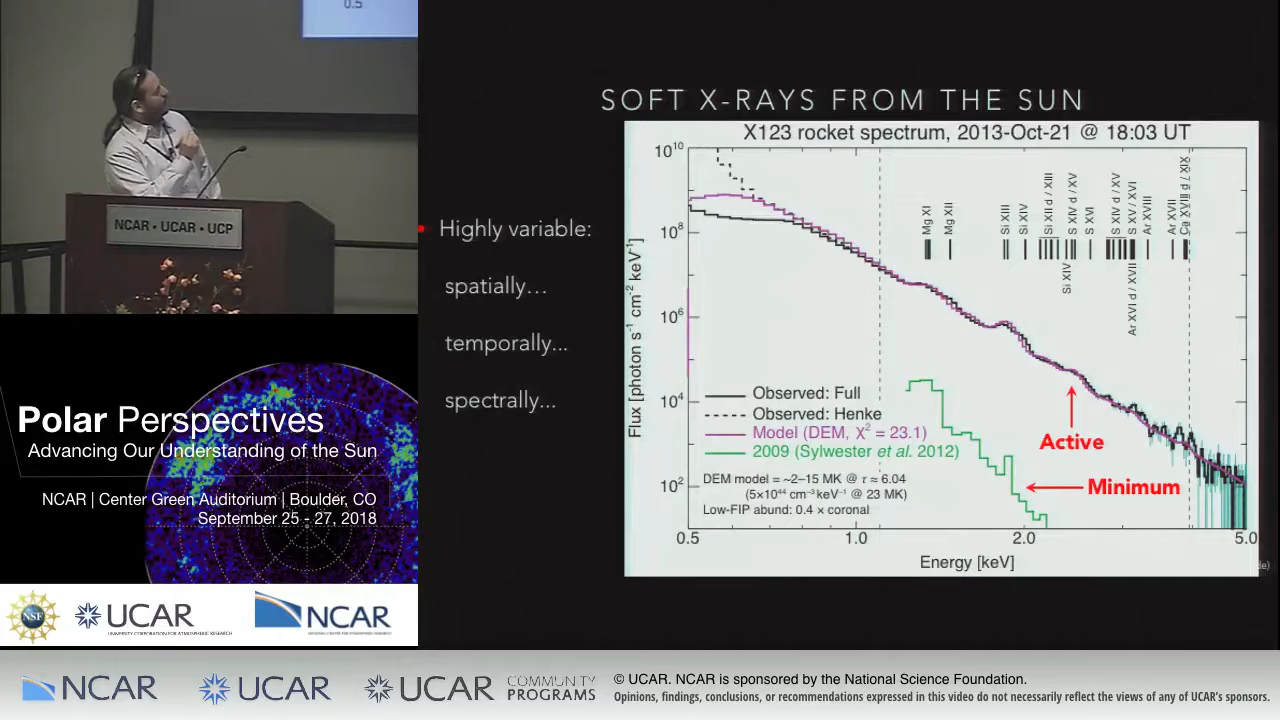 0.5
NCAR • UCAR • UCP
Polar Perspectives
Advancing Our Understanding of the Sun
NCAR | Center Green Auditorium | Boulder, CO
September 25 - 27, 2018
NSF
UCAR
UNIVERSITY CORPORATION FOR ATMOSPHERIC RESEARCH
NCAR
SOFT X-RAYS FROM THE SUN
Highly variable:
spatially...
temporally...
spectrally...
X123 rocket spectrum, 2013-Oct-21 @ 18:03 UT
Flux [photon s⁻¹ cm⁻² keV⁻¹]
10¹⁰
10⁸
10⁶
10⁴
10²
Mg XI
Mg XII
Si XIII
Si XIV
Si XII d / XIII
S XIV d / XV
S XVI
S XIV d / XV
S XV / XVI
Ar XVIII
Ar XVII
Ca XVIII d / XIX
Si XIV
Ar XVI d / XVII
Observed: Full
Observed: Henke
Model (DEM, χ² = 23.1)
2009 (Sylwester et al. 2012)
DEM model = ~2–15 MK @ τ ≈ 6.04
(5×10⁴⁴ cm⁻³ keV⁻¹ @ 23 MK)
Low-FIP abund: 0.4 × coronal
Active
Minimum
0.5 1.0 2.0 5.0
Energy [keV]
NCAR
UCAR
UCAR COMMUNITY PROGRAMS
© UCAR. NCAR is sponsored by the National Science Foundation.
Opinions, findings, conclusions, or recommendations expressed in this video do not necessarily reflect the views of any of UCAR's sponsors.